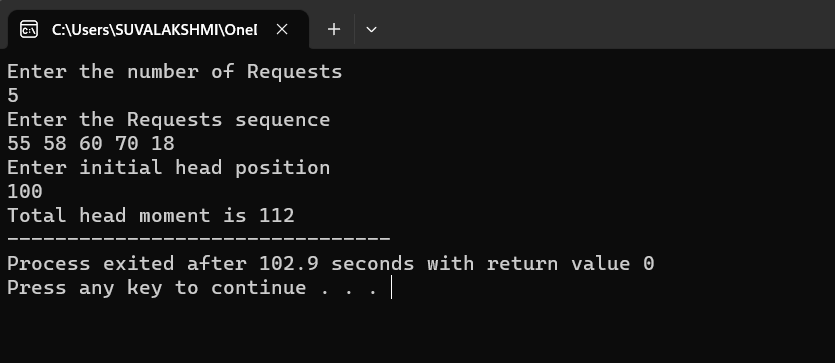 C:\Users\SUVALAKSHMI\Onel
Enter the number of Requests
5
Enter the Requests sequence
55 58 60 70 18
Enter initial head position
100
Total head moment is 112
--------------------------------
Process exited after 102.9 seconds with return value 0
Press any key to continue . . .